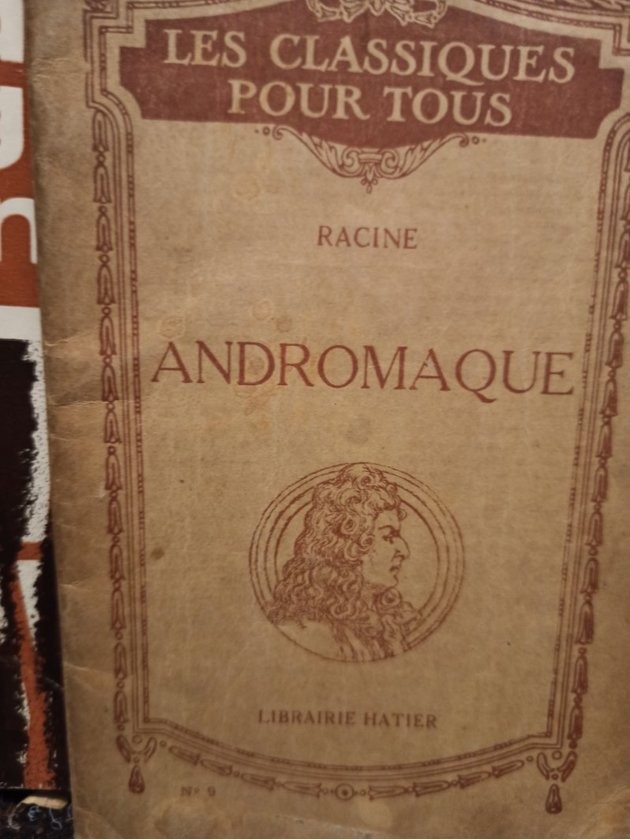 LES CLASSIQUES
POUR TOUS
RACINE
ANDROMAQUE
LIBRAIRIE HATIER
N° 9